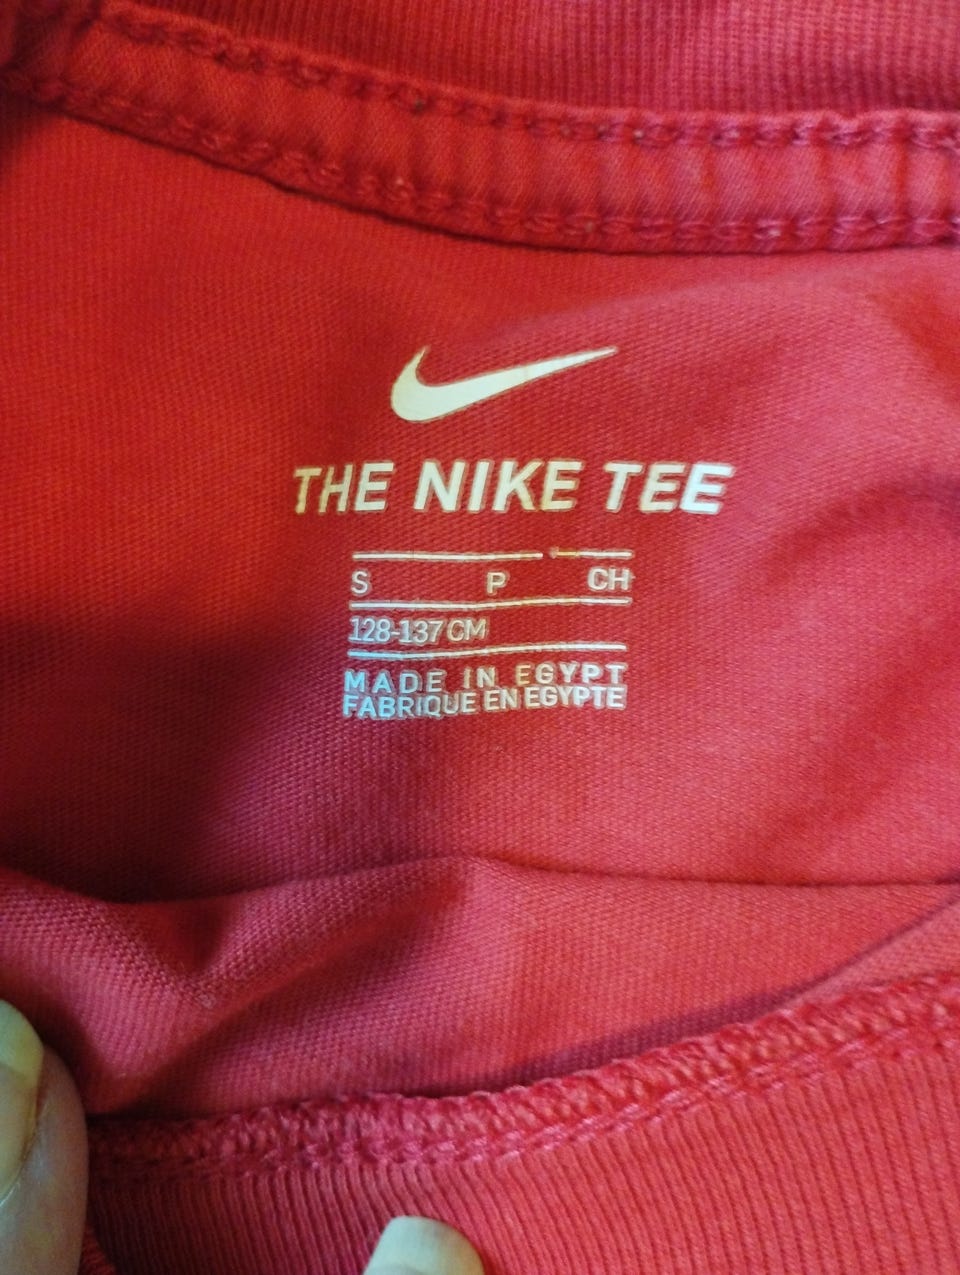 THE NIKE TEE
S P CH
128-137 CM
MADE IN EGYPT
FABRIQUE EN EGYPTE